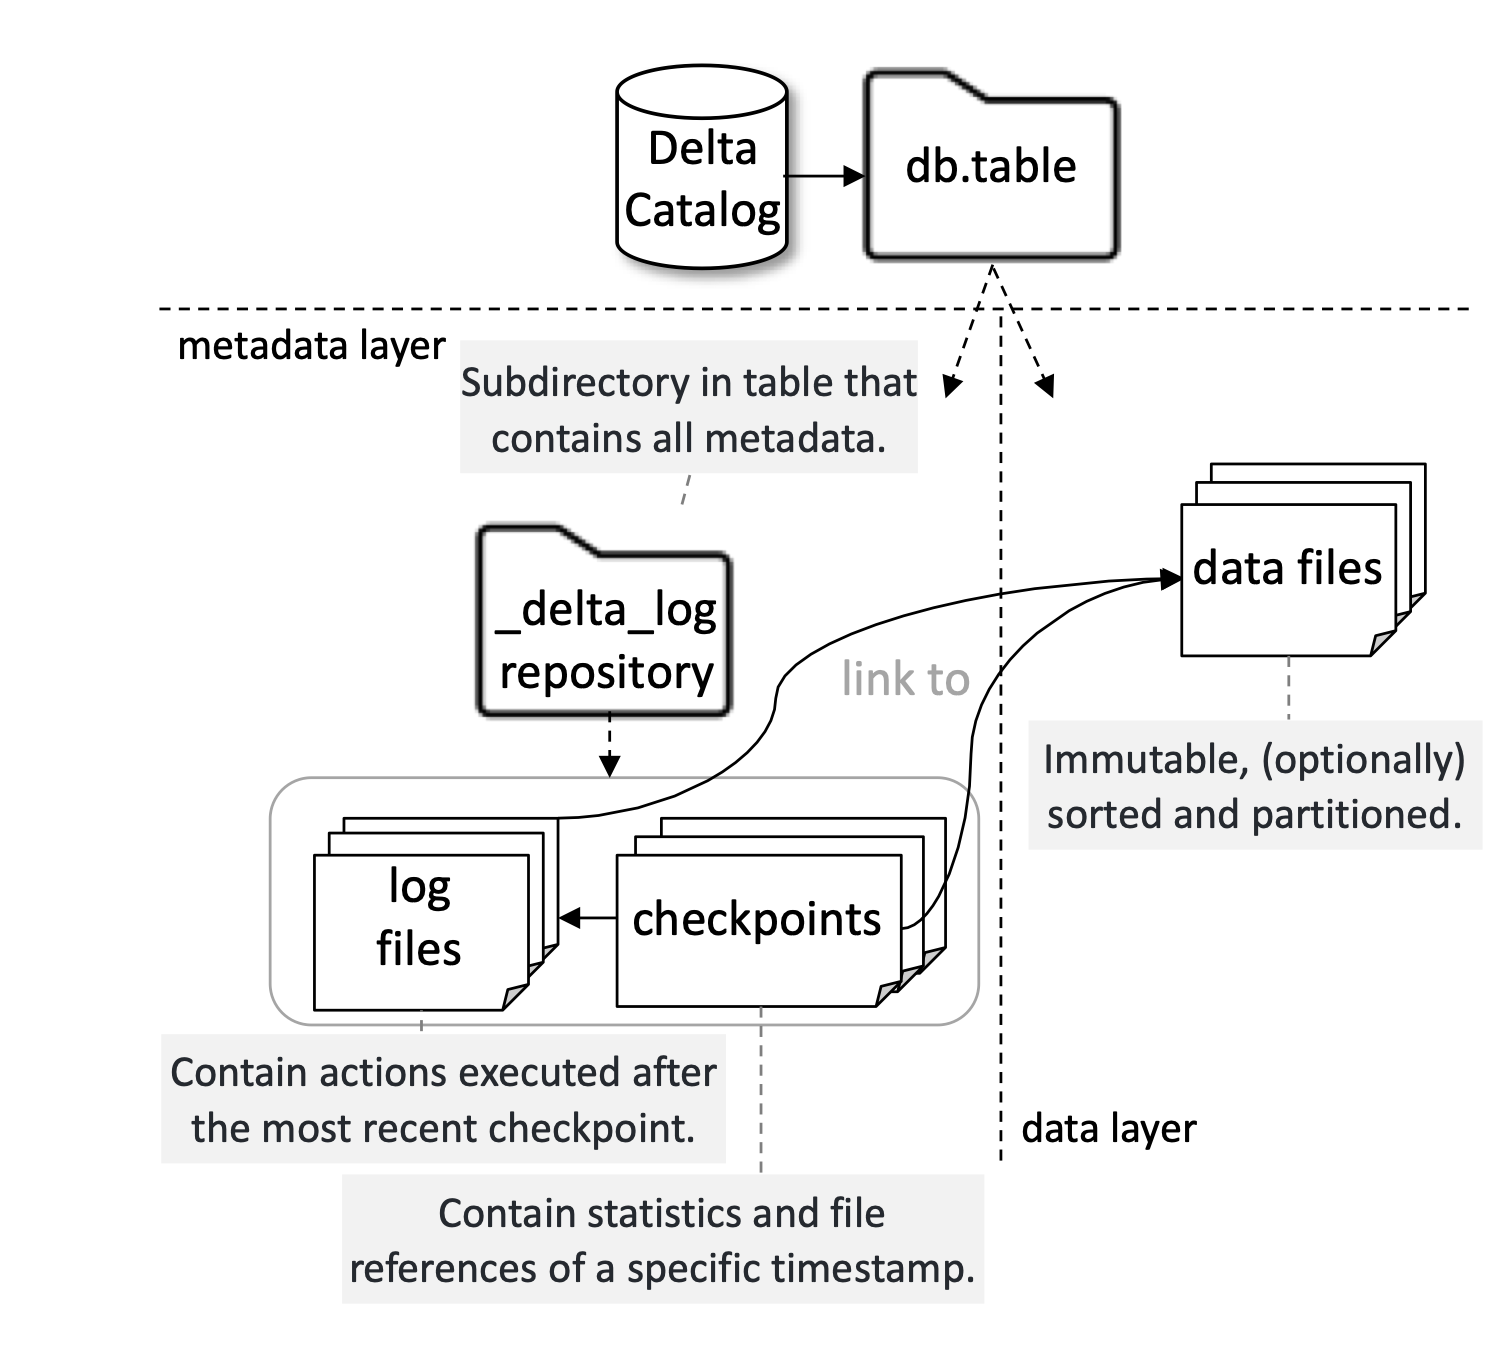 Delta
Catalog
db.table
metadata layer
Subdirectory in table that
contains all metadata.
_delta_log
repository
data files
link to
Immutable, (optionally)
sorted and partitioned.
log
files
checkpoints
Contain actions executed after
the most recent checkpoint.
data layer
Contain statistics and file
references of a specific timestamp.